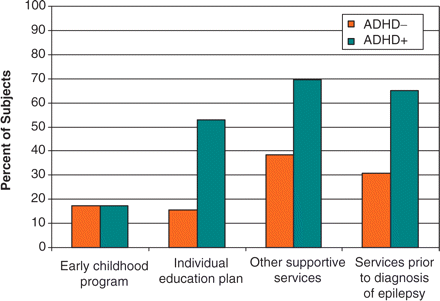 100
90
80
70
60
50
40
30
20
10
0
Percent of Subjects
ADHD−
ADHD+
Early childhood
program
Individual
education plan
Other supportive
services
Services prior
to diagnosis
of epilepsy